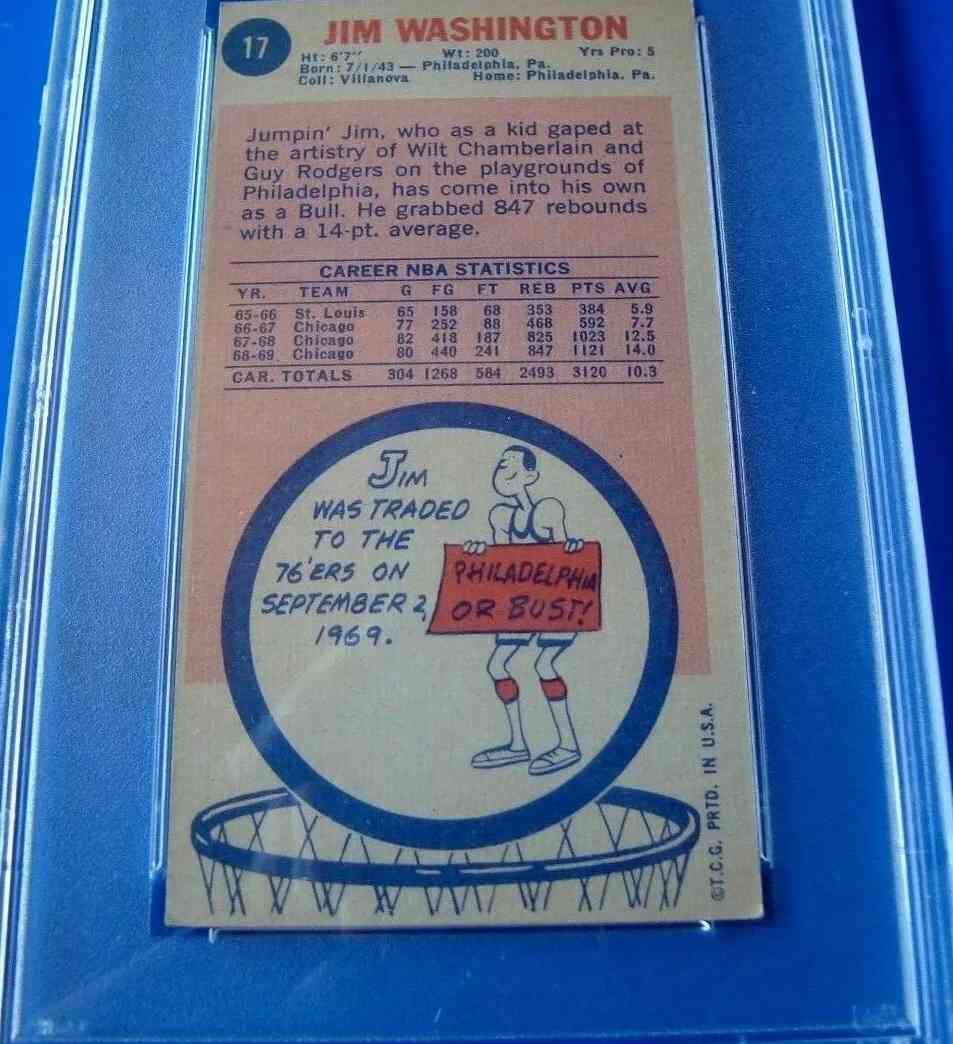 17
JIM WASHINGTON
Ht: 6'7" Wt: 200 Yrs Pro: 5
Born: 7/1/43 — Philadelphia, Pa.
Coll: Villanova Home: Philadelphia, Pa.
Jumpin' Jim, who as a kid gaped at
the artistry of Wilt Chamberlain and
Guy Rodgers on the playgrounds of
Philadelphia, has come into his own
as a Bull. He grabbed 847 rebounds
with a 14-pt. average.
CAREER NBA STATISTICS
YR. TEAM G FG FT REB PTS AVG
65-66 St. Louis 65 158 68 353 384 5.9
66-67 Chicago 77 252 88 468 592 7.7
67-68 Chicago 82 418 187 825 1023 12.5
68-69 Chicago 80 440 241 847 1121 14.0
CAR. TOTALS 304 1268 584 2493 3120 10.3
JIM
WAS TRADED
TO THE
76'ERS ON
SEPTEMBER 2,
1969.
PHILADELPHIA
OR BUST!
©T.C.G. PRTD. IN U.S.A.